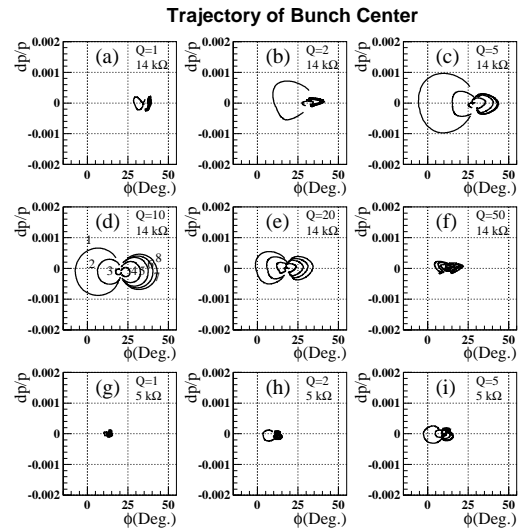 Trajectory of Bunch Center
dp/p
0.002
0.001
0
-0.001
-0.002
(a)
Q=1
14 kΩ
0 25 50
ϕ(Deg.)
dp/p
0.002
0.001
0
-0.001
-0.002
(b)
Q=2
14 kΩ
0 25 50
ϕ(Deg.)
dp/p
0.002
0.001
0
-0.001
-0.002
(c)
Q=5
14 kΩ
0 25 50
ϕ(Deg.)
dp/p
0.002
0.001
0
-0.001
-0.002
(d)
Q=10
14 kΩ
1
2 3 4 5 6 7 8
0 25 50
ϕ(Deg.)
dp/p
0.002
0.001
0
-0.001
-0.002
(e)
Q=20
14 kΩ
0 25 50
ϕ(Deg.)
dp/p
0.002
0.001
0
-0.001
-0.002
(f)
Q=50
14 kΩ
0 25 50
ϕ(Deg.)
dp/p
0.002
0.001
0
-0.001
-0.002
(g)
Q=1
5 kΩ
0 25 50
ϕ(Deg.)
dp/p
0.002
0.001
0
-0.001
-0.002
(h)
Q=2
5 kΩ
0 25 50
ϕ(Deg.)
dp/p
0.002
0.001
0
-0.001
-0.002
(i)
Q=5
5 kΩ
0 25 50
ϕ(Deg.)